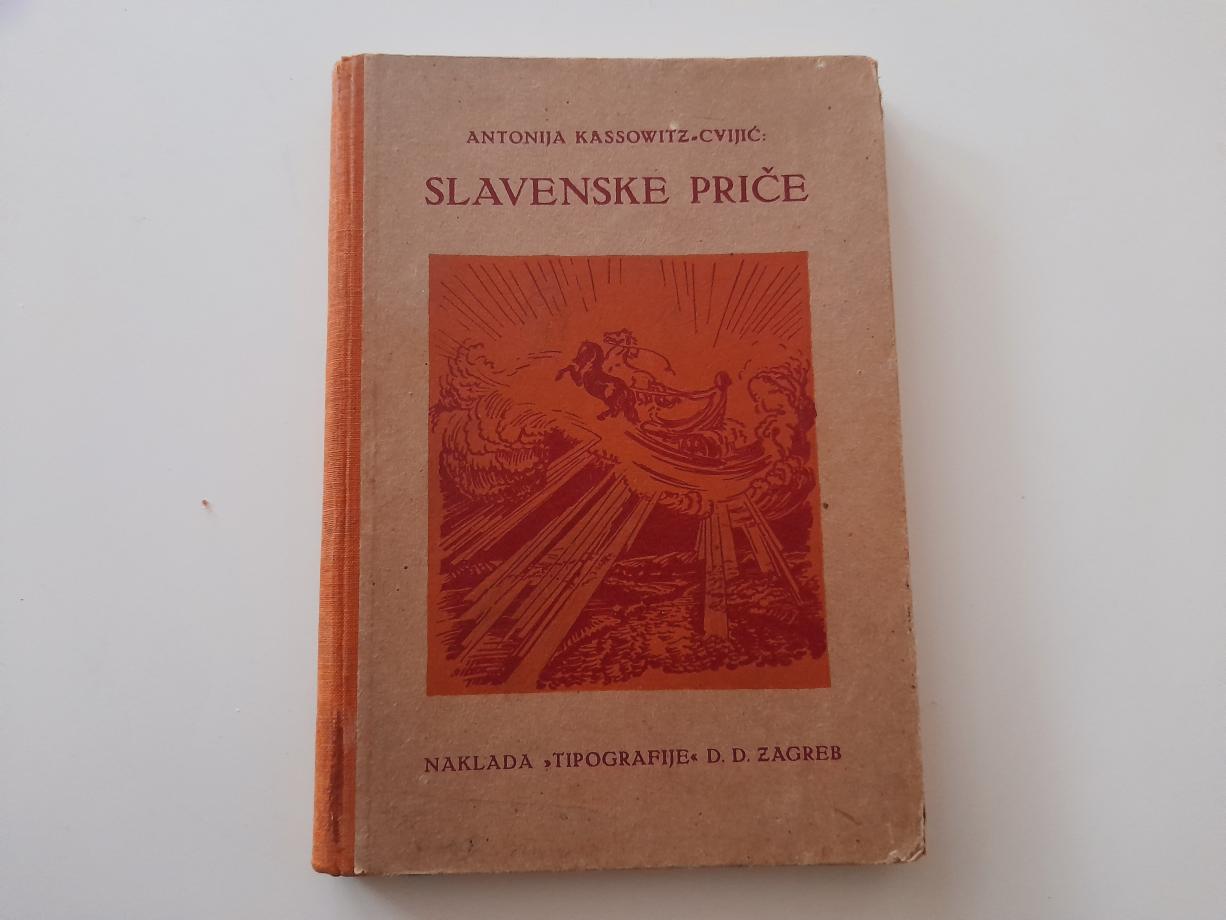 ANTONIJA KASSOWITZ-CVIJIĆ:
SLAVENSKE PRIČE
NAKLADA »TIPOGRAFIJE« D. D. ZAGREB